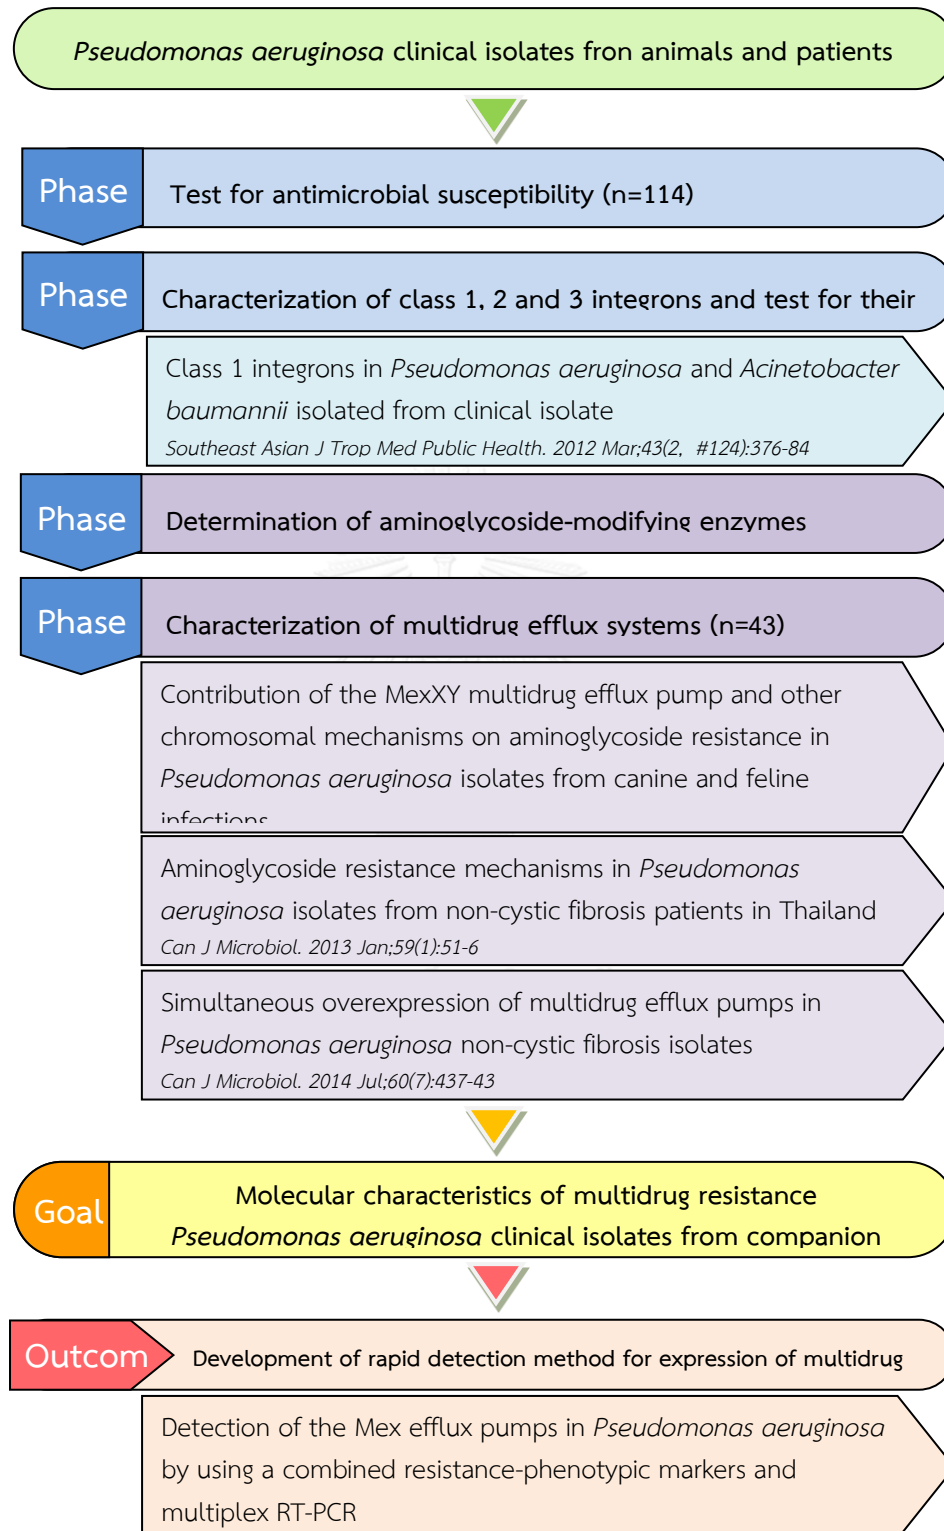 Pseudomonas aeruginosa clinical isolates fron animals and patients
Phase
Test for antimicrobial susceptibility (n=114)
Phase
Characterization of class 1, 2 and 3 integrons and test for their
Class 1 integrons in Pseudomonas aeruginosa and Acinetobacter
baumannii isolated from clinical isolate
Southeast Asian J Trop Med Public Health. 2012 Mar;43(2, #124):376-84
Phase
Determination of aminoglycoside-modifying enzymes
Phase
Characterization of multidrug efflux systems (n=43)
Contribution of the MexXY multidrug efflux pump and other
chromosomal mechanisms on aminoglycoside resistance in
Pseudomonas aeruginosa isolates from canine and feline
infections
Aminoglycoside resistance mechanisms in Pseudomonas
aeruginosa isolates from non-cystic fibrosis patients in Thailand
Can J Microbiol. 2013 Jan;59(1):51-6
Simultaneous overexpression of multidrug efflux pumps in
Pseudomonas aeruginosa non-cystic fibrosis isolates
Can J Microbiol. 2014 Jul;60(7):437-43
Goal
Molecular characteristics of multidrug resistance
Pseudomonas aeruginosa clinical isolates from companion
Outcom
Development of rapid detection method for expression of multidrug
Detection of the Mex efflux pumps in Pseudomonas aeruginosa
by using a combined resistance-phenotypic markers and
multiplex RT-PCR